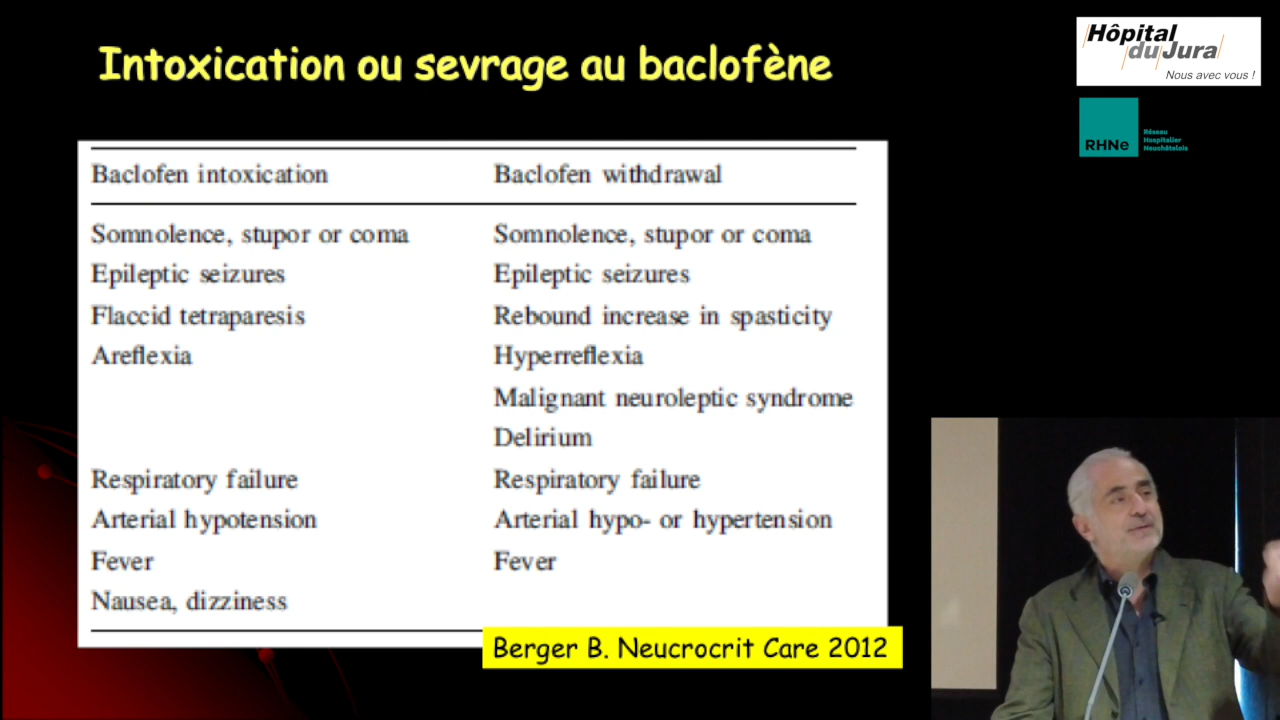 Intoxication ou sevrage au baclofène
Hôpital
du Jura
Nous avec vous !
RHNe
Réseau
Hospitalier
Neuchâtelois
Baclofen intoxication Baclofen withdrawal
Somnolence, stupor or coma Somnolence, stupor or coma
Epileptic seizures Epileptic seizures
Flaccid tetraparesis Rebound increase in spasticity
Areflexia Hyperreflexia
Malignant neuroleptic syndrome
Delirium
Respiratory failure Respiratory failure
Arterial hypotension Arterial hypo- or hypertension
Fever Fever
Nausea, dizziness
Berger B. Neucrocrit Care 2012